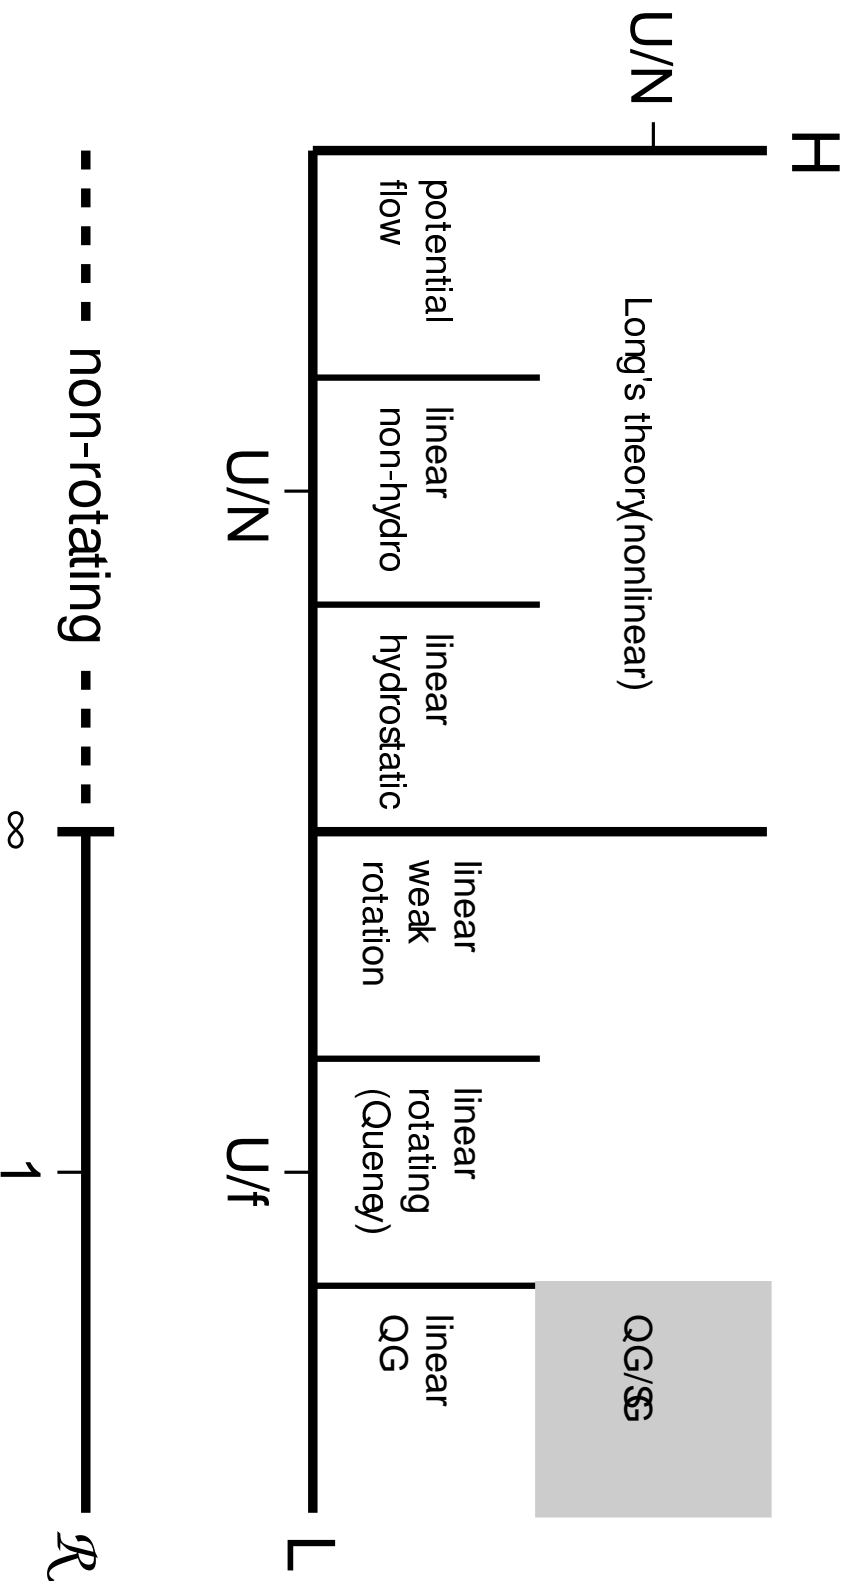 H
U/N
Long's theory(nonlinear)
QG/SG
potential
flow
linear
non-hydro
linear
hydrostatic
linear
weak
rotation
linear
rotating
(Queney)
linear
QG
L
U/N
U/f
non-rotating
ℛ
∞
1